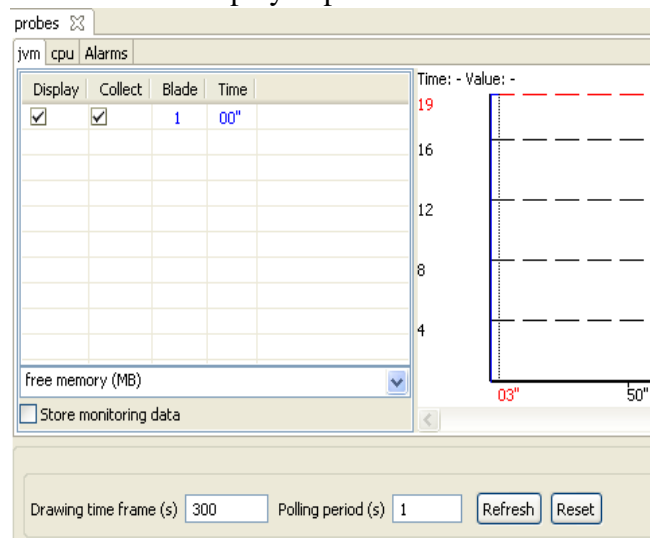 probes
jvm cpu Alarms
Display Collect Blade Time
1 00"
free memory (MB)
Store monitoring data
Time: - Value: -
19
16
12
8
4
03" 50"
Drawing time frame (s) 300 Polling period (s) 1 Refresh Reset